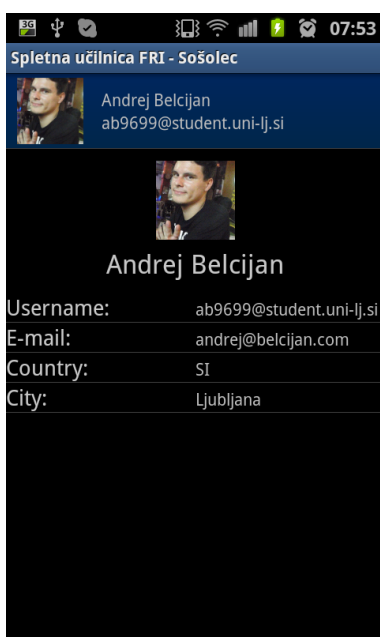 3G 07:53
Spletna učilnica FRI - Sošolec
Andrej Belcijan
ab9699@student.uni-lj.si
Andrej Belcijan
Username: ab9699@student.uni-lj.si
E-mail: andrej@belcijan.com
Country: SI
City: Ljubljana